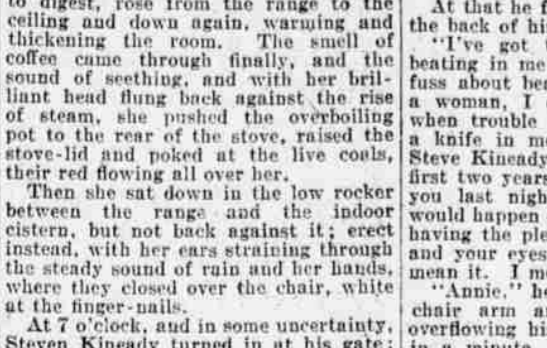 to digest, rose from the range to the
ceiling and down again, warming and
thickening the room. The smell of
coffee came through finally, and the
sound of seething, and with her bril-
liant head flung back against the rise
of steam, she pushed the overboiling
pot to the rear of the stove, raised the
stove-lid and poked at the live coals,
their red flowing all over her.
Then she sat down in the low rocker
between the range and the indoor
cistern, but not back against it; erect
instead, with her ears straining through
the steady sound of rain and her hands,
where they closed over the chair, white
at the finger-nails.
At 7 o'clock, and in some uncertainty,
Steven Kineady turned in at his gate;
At that he f
the back of hi
"I've got
beating in me
fuss about bea
a woman, I
when trouble
a knife in m
Steve Kineady
first two years
you last nigh
would happen
having the ple
and your eyes
mean it. I m
"Annie," he
chair arm a
overflowing hi
in a minute